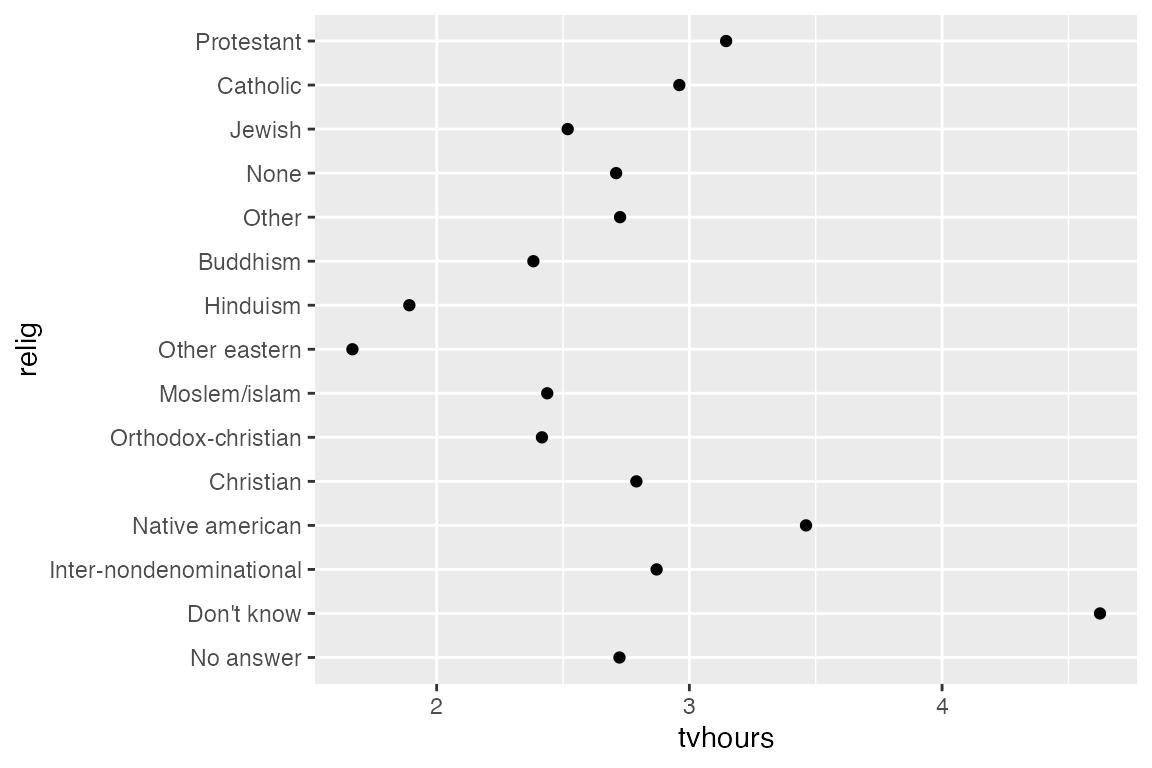 Protestant
Catholic
Jewish
None
Other
Buddhism
Hinduism
Other eastern
Moslem/islam
Orthodox-christian
Christian
Native american
Inter-nondenominational
Don't know
No answer
relig
2 3 4
tvhours